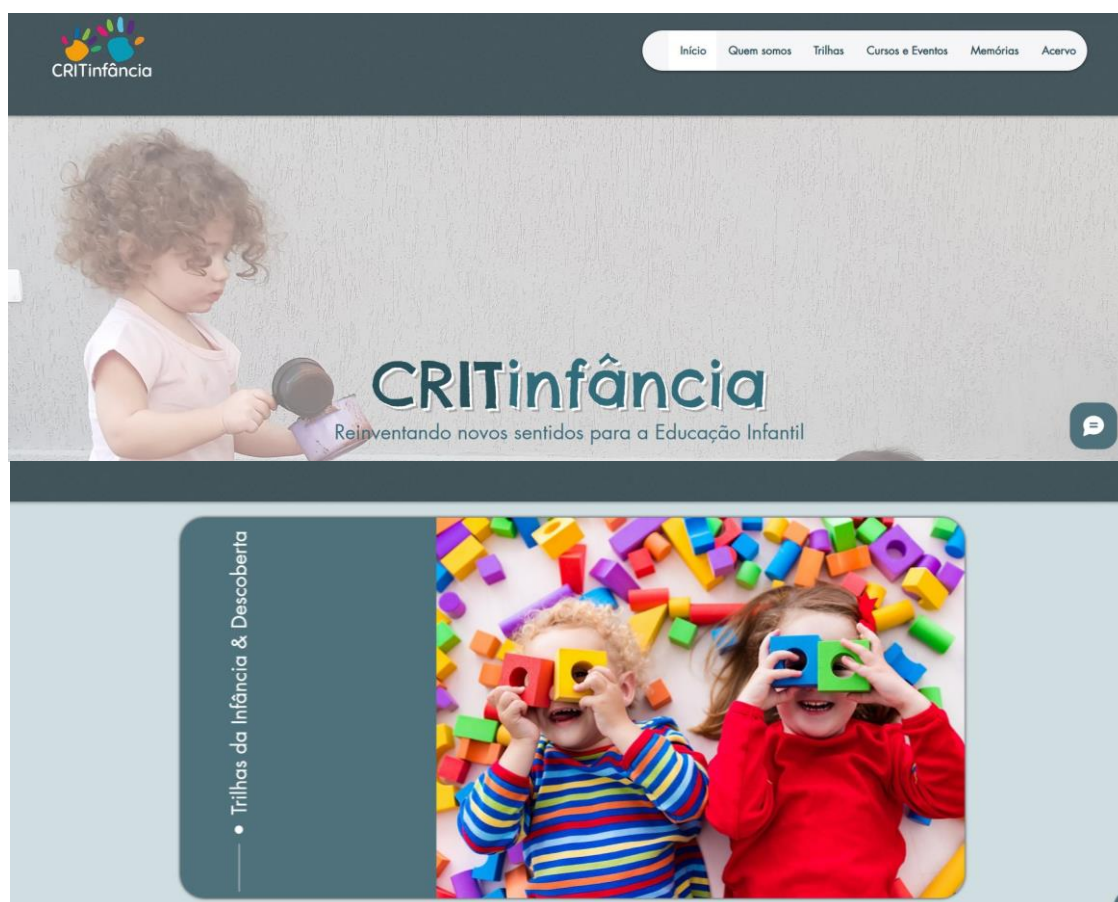 CRITinfância
Início Quem somos Trilhas Cursos e Eventos Memórias Acervo
CRITinfância
Reinventando novos sentidos para a Educação Infantil
Trilhas da Infância & Descoberta